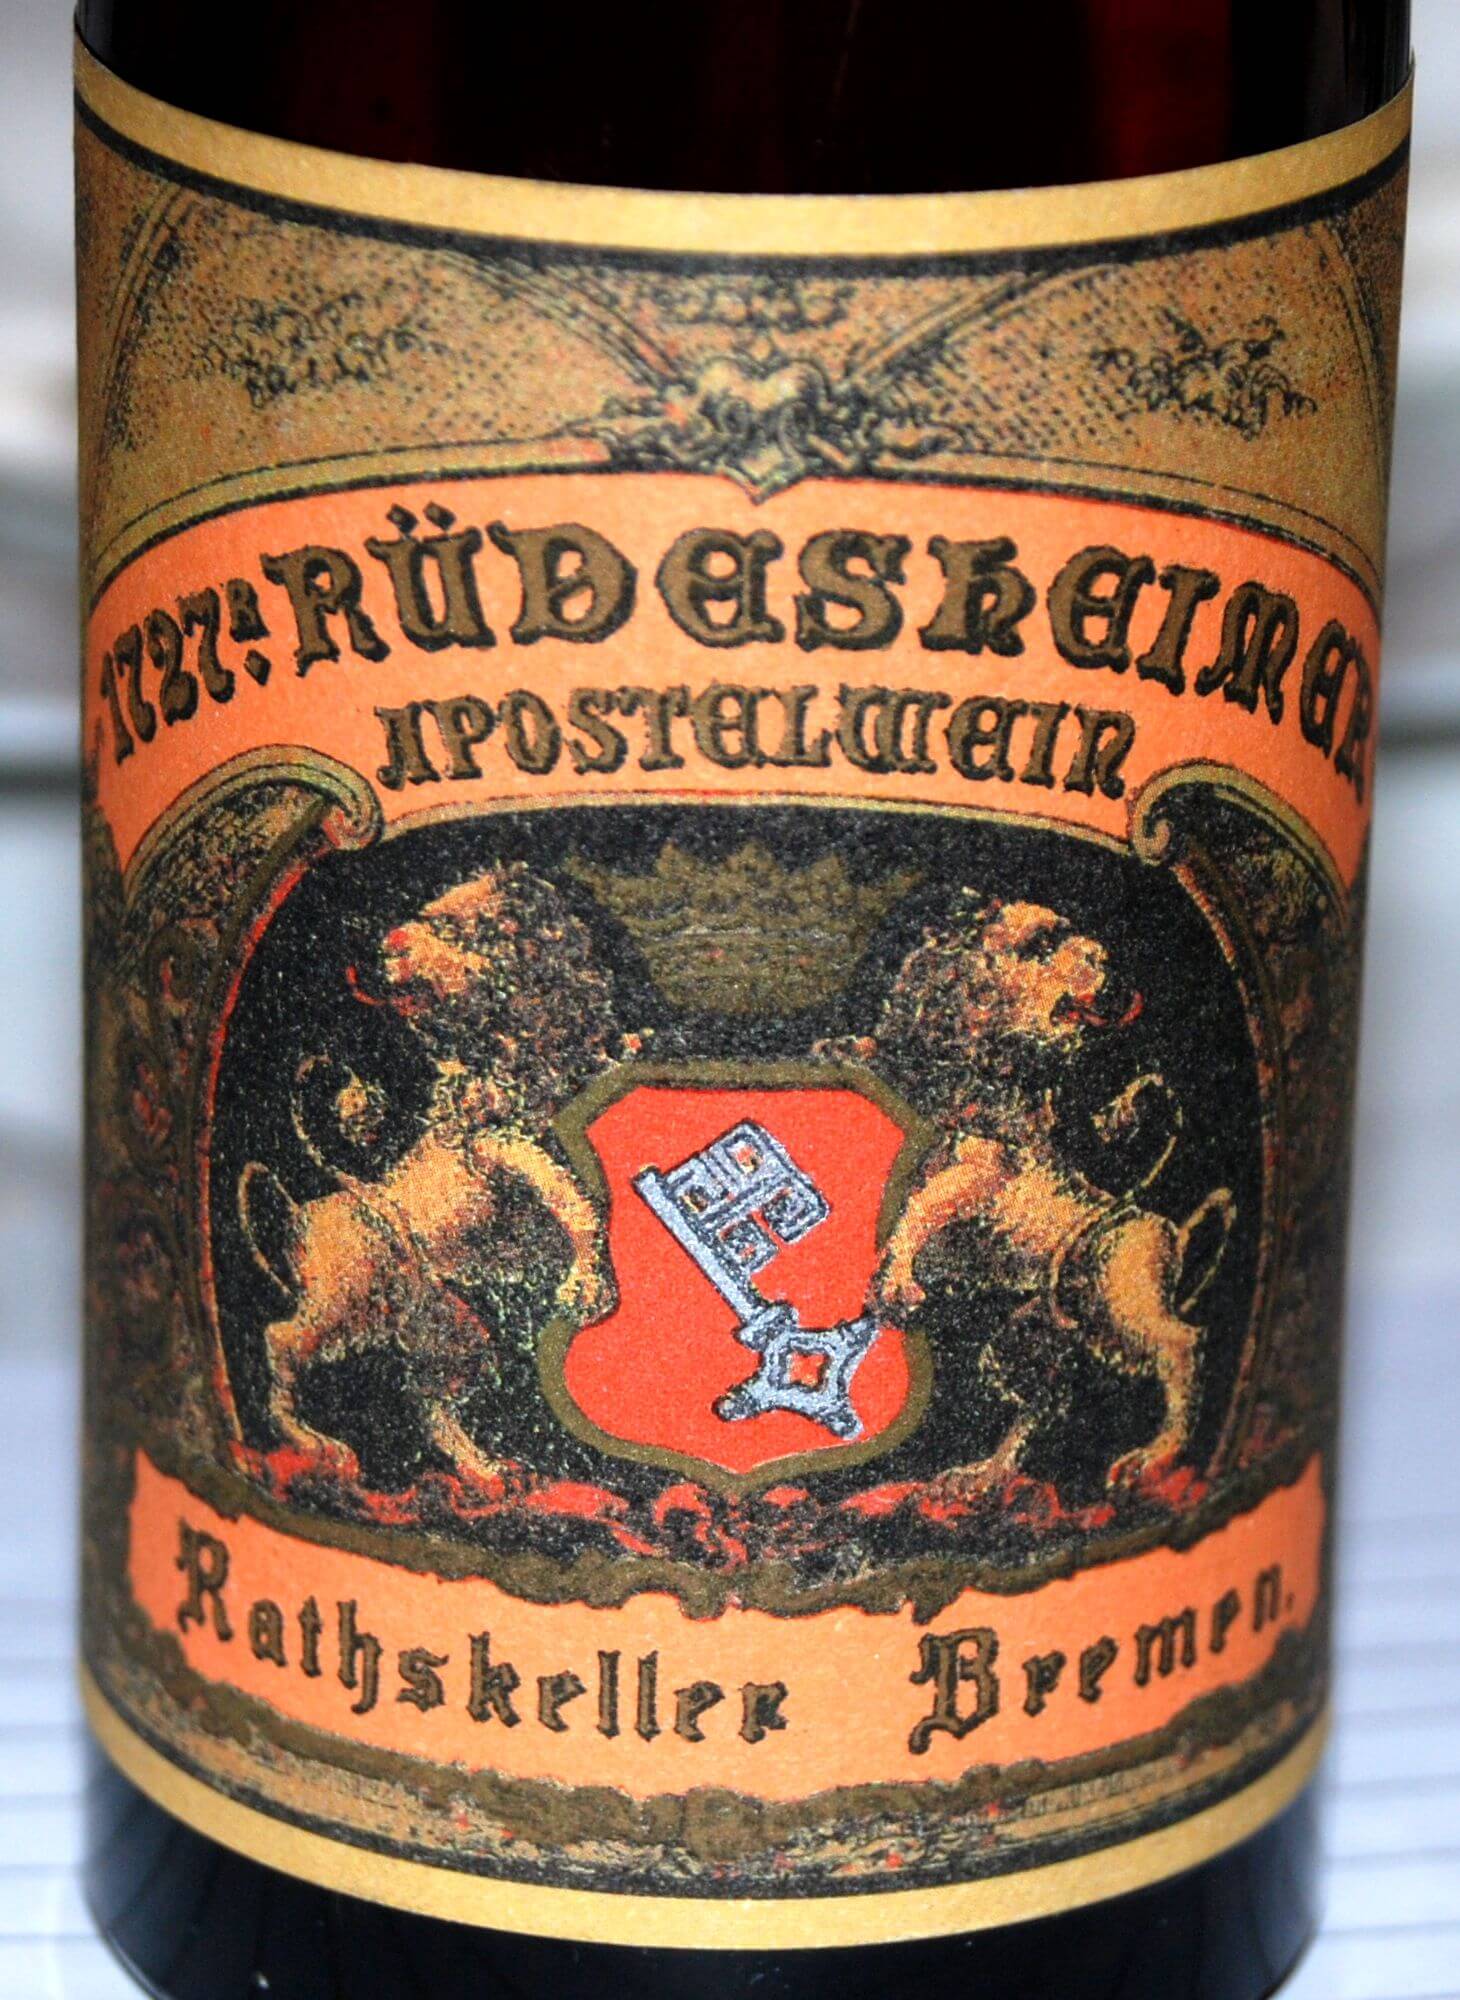 1727R. RÜDESHEIMER
APOSTELWEIN
Rathskeller Bremen.